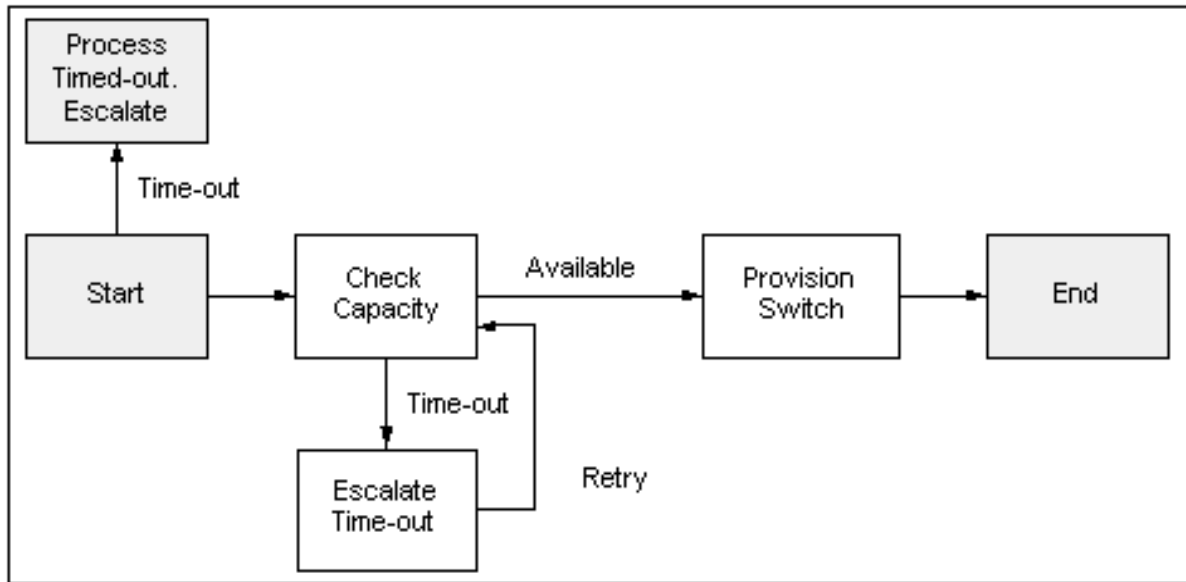 Process
Timed-out.
Escalate
Time-out
Start
Check
Capacity
Available
Provision
Switch
End
Time-out
Escalate
Time-out
Retry